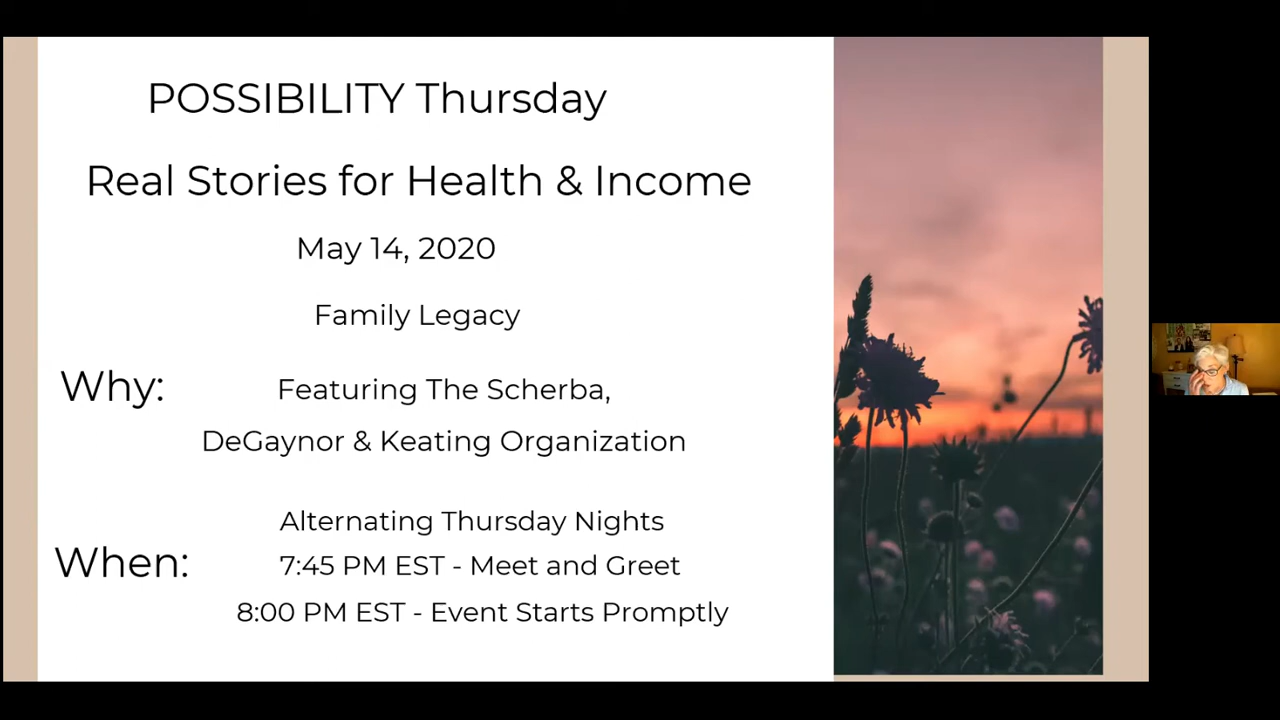 POSSIBILITY Thursday
Real Stories for Health & Income
May 14, 2020
Family Legacy
Why:
Featuring The Scherba,
DeGaynor & Keating Organization
When:
Alternating Thursday Nights
7:45 PM EST - Meet and Greet
8:00 PM EST - Event Starts Promptly